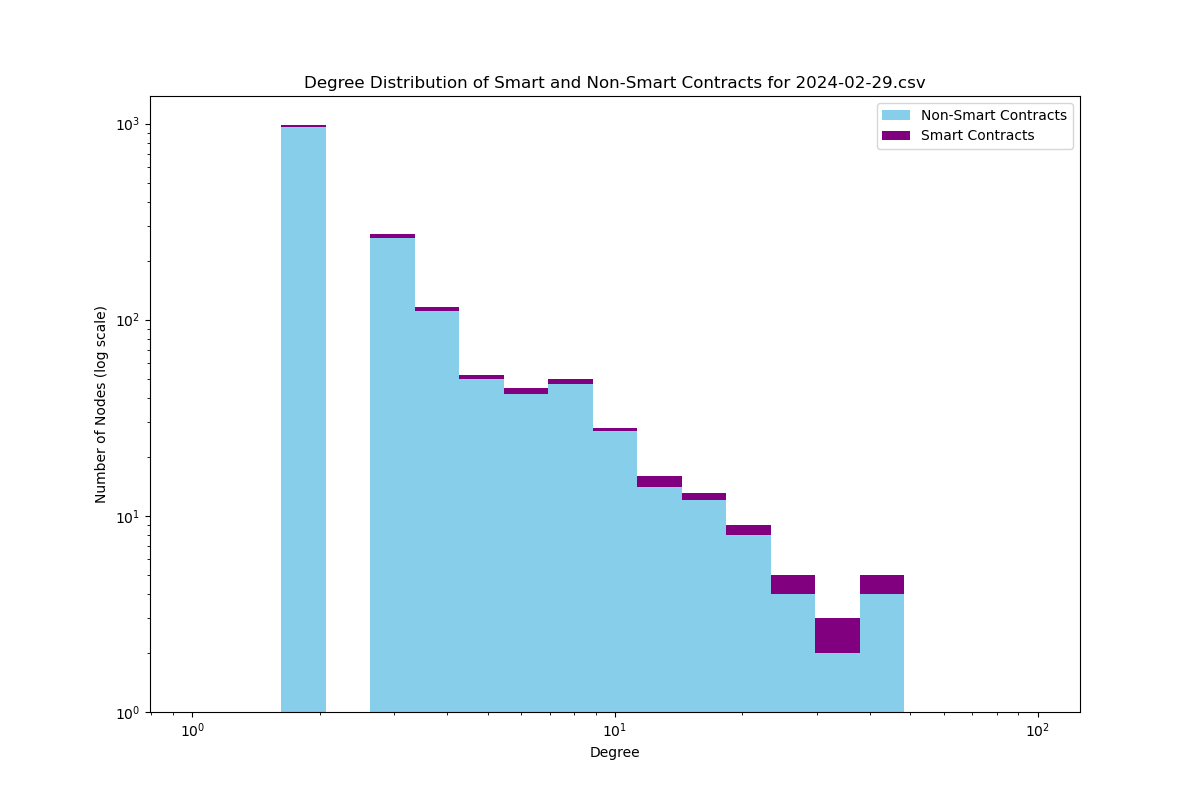 Degree Distribution of Smart and Non-Smart Contracts for 2024-02-29.csv
Non-Smart Contracts
Smart Contracts
Number of Nodes (log scale)
10³
10²
10¹
10⁰
10⁰ 10¹ 10²
Degree